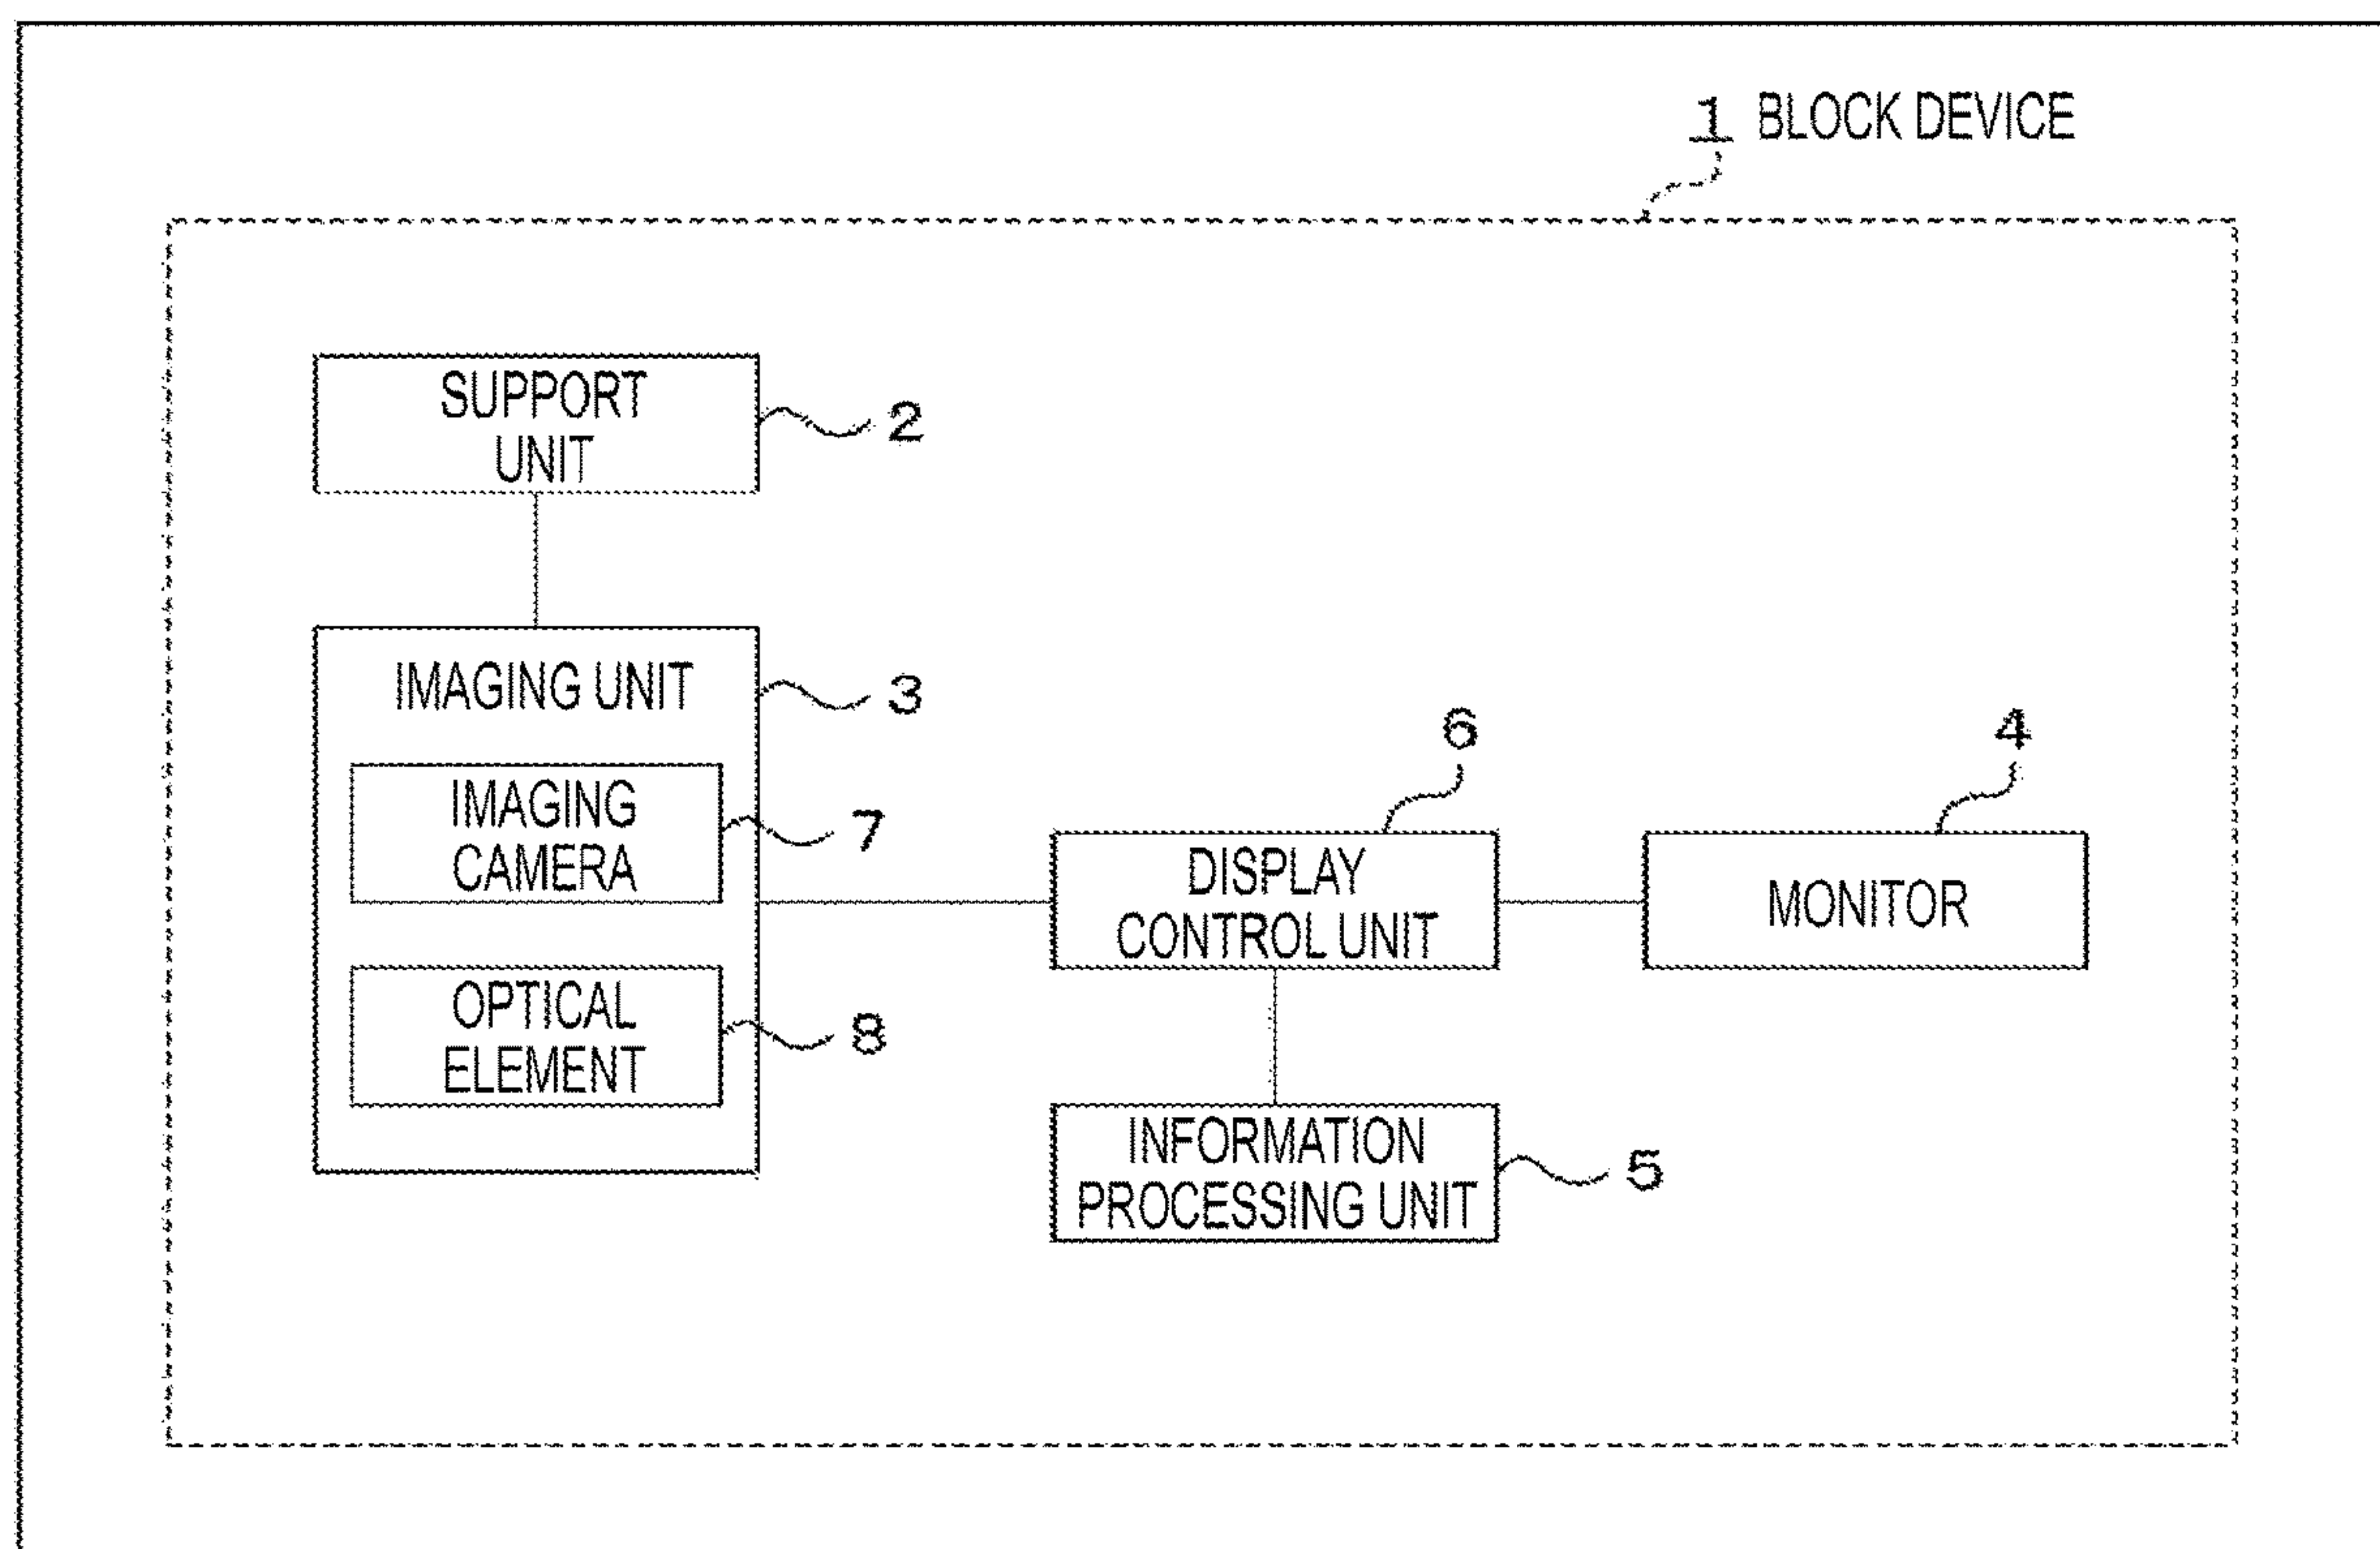 1 BLOCK DEVICE
SUPPORT
UNIT
2
IMAGING UNIT
3
IMAGING
CAMERA
7
OPTICAL
ELEMENT
8
6
DISPLAY
CONTROL UNIT
4
MONITOR
INFORMATION
PROCESSING UNIT
5